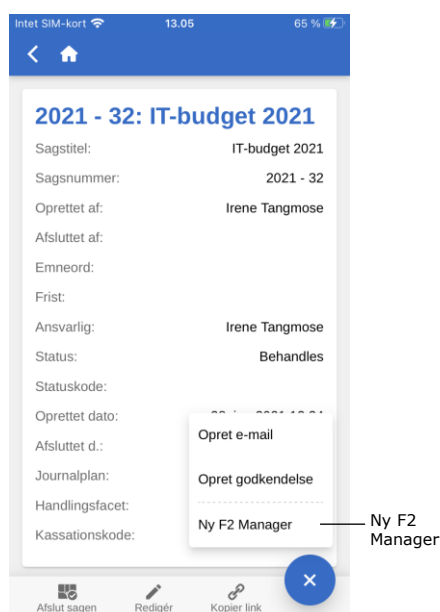 Intet SIM-kort 13.05 65 %
2021 - 32: IT-budget 2021
Sagstitel: IT-budget 2021
Sagsnummer: 2021 - 32
Oprettet af: Irene Tangmose
Afsluttet af:
Emneord:
Frist:
Ansvarlig: Irene Tangmose
Status: Behandles
Statuskode:
Oprettet dato:
Opret e-mail
Afsluttet d.:
Journalplan:
Opret godkendelse
Handlingsfacet:
Ny F2 Manager
Kassationskode:
Ny F2
Manager
Afslut sagen Redigér Kopier link